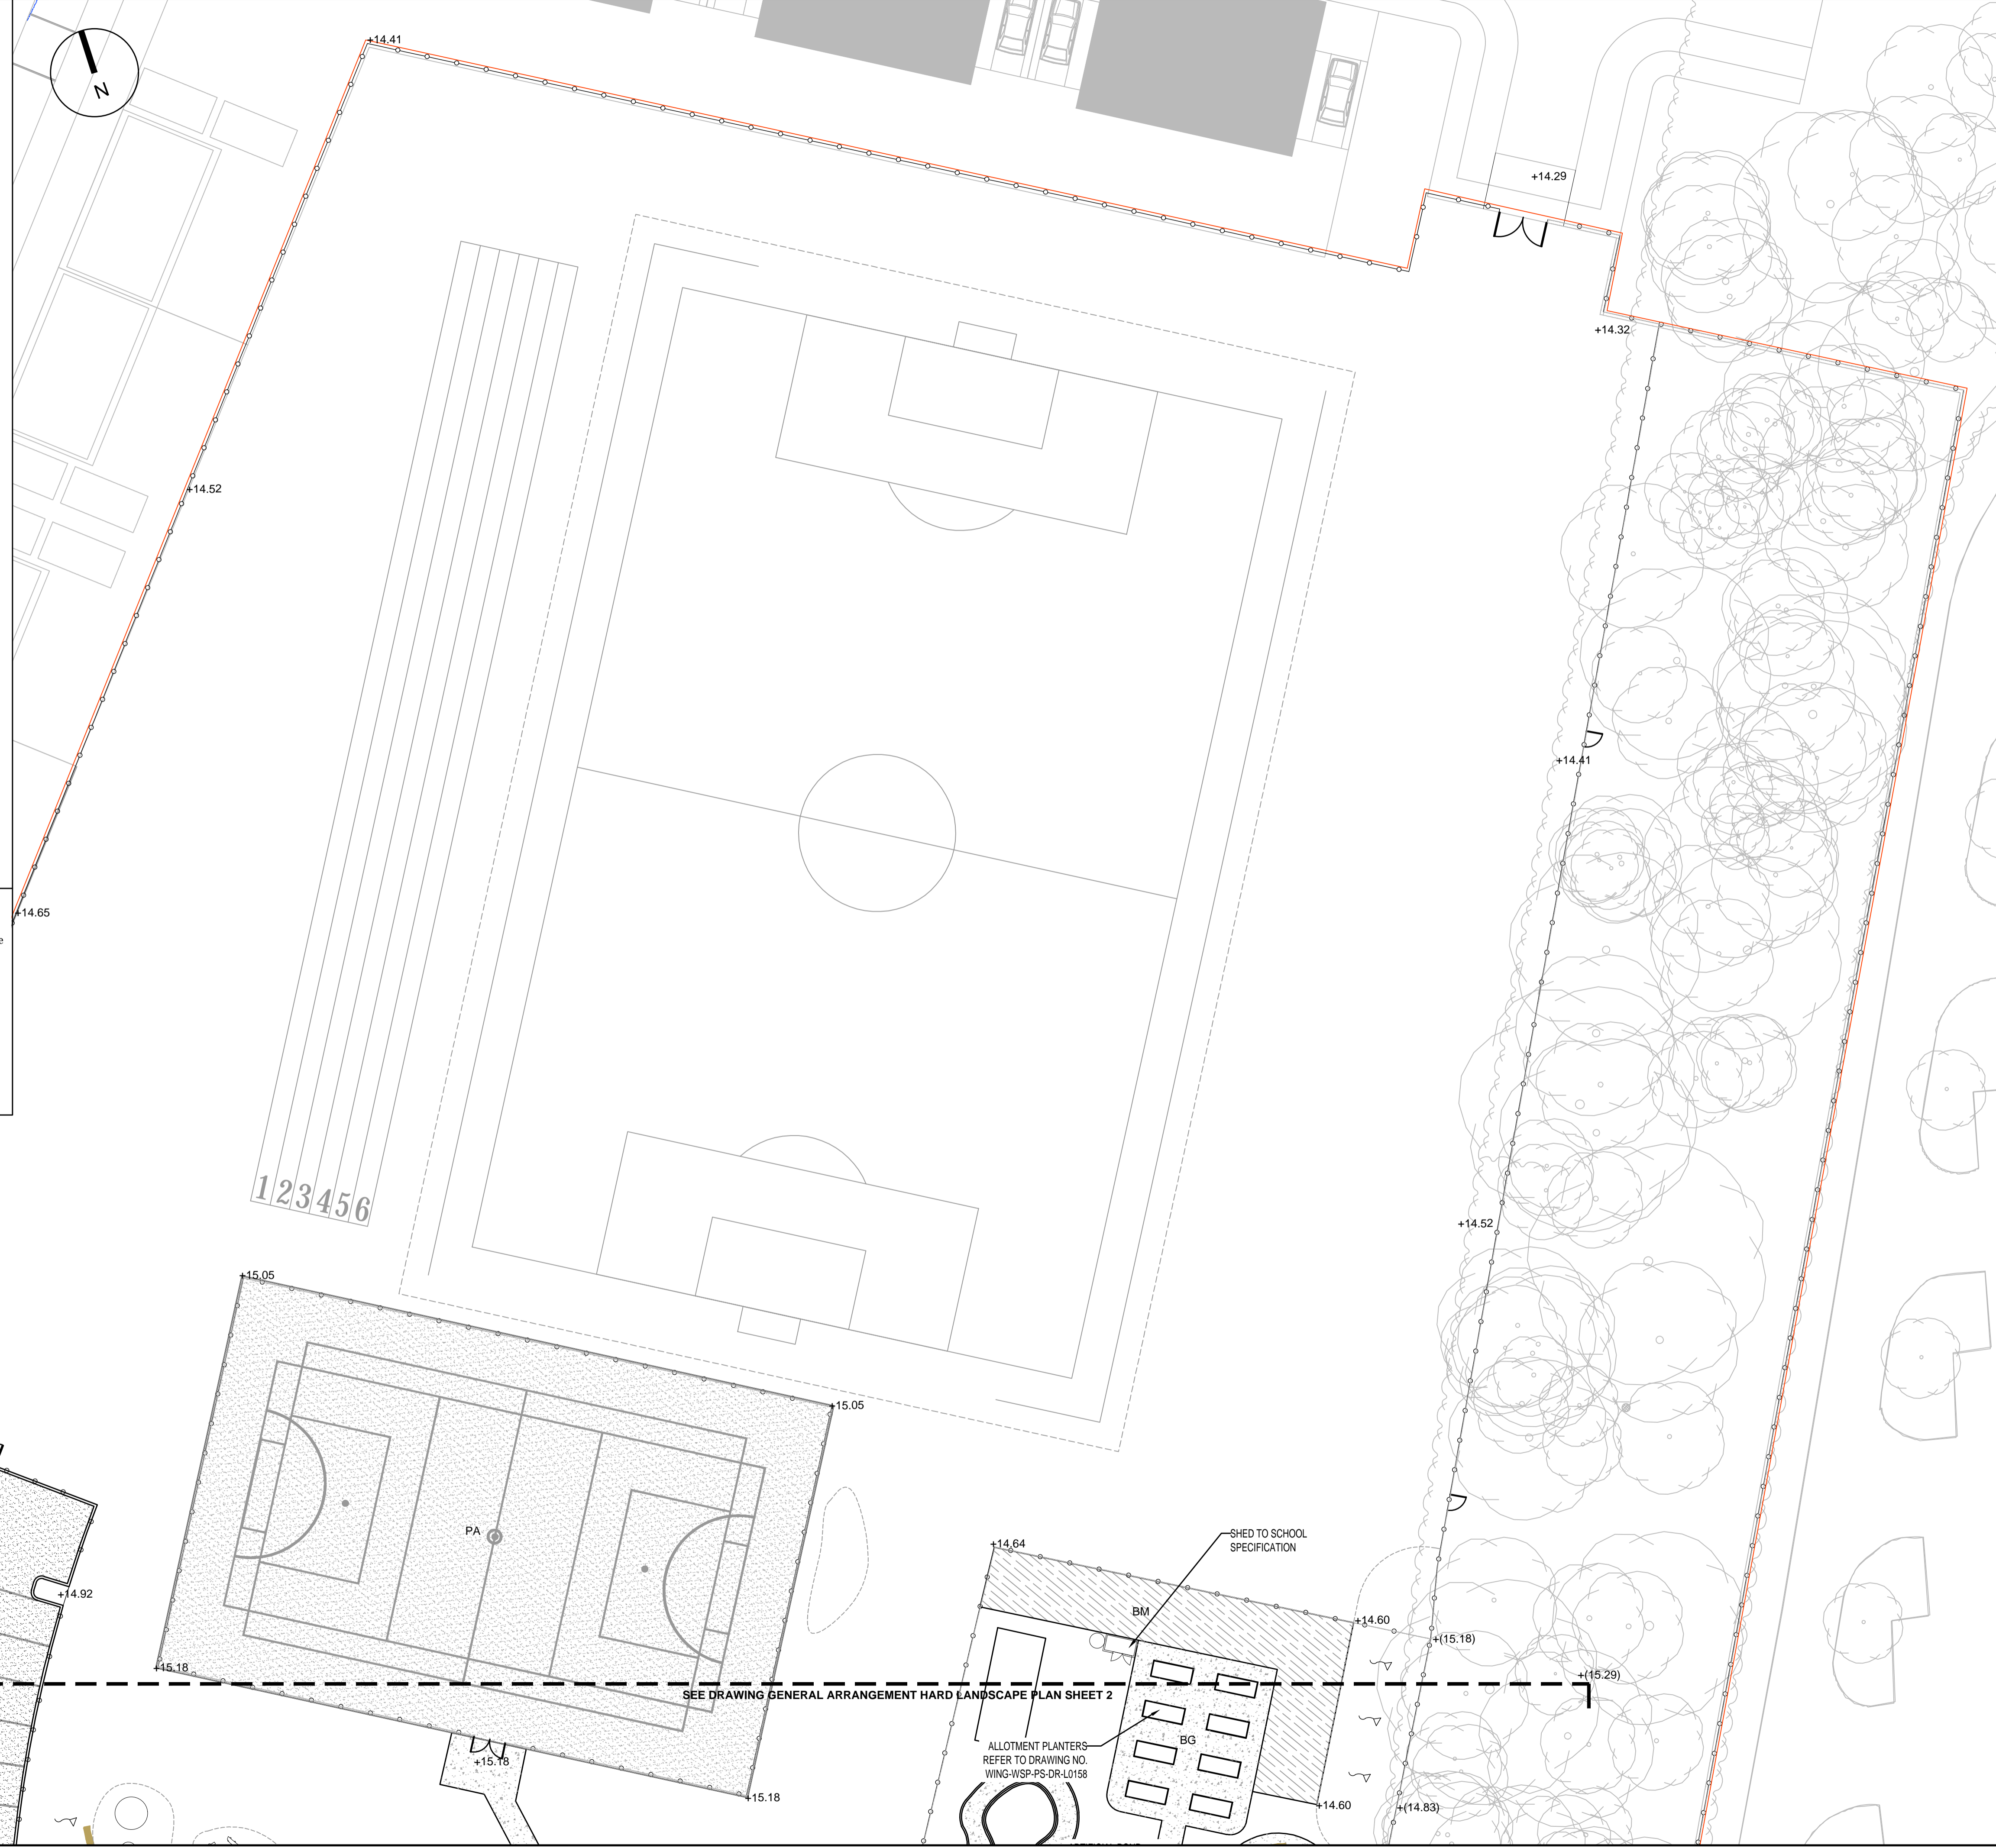 N
+14.41
+14.29
+14.32
+14.52
+14.41
+14.65
e
1 2 3 4 5 6
+14.52
+15.05
+15.05
PA
SHED TO SCHOOL
SPECIFICATION
+14.64
+14.92
BM
+14.60
+(15.18)
+15.18
+(15.29)
SEE DRAWING GENERAL ARRANGEMENT HARD LANDSCAPE PLAN SHEET 2
ALLOTMENT PLANTERS
REFER TO DRAWING NO.
WING-WSP-PS-DR-L0158
BG
+15.18
+15.18
+14.60
+(14.83)